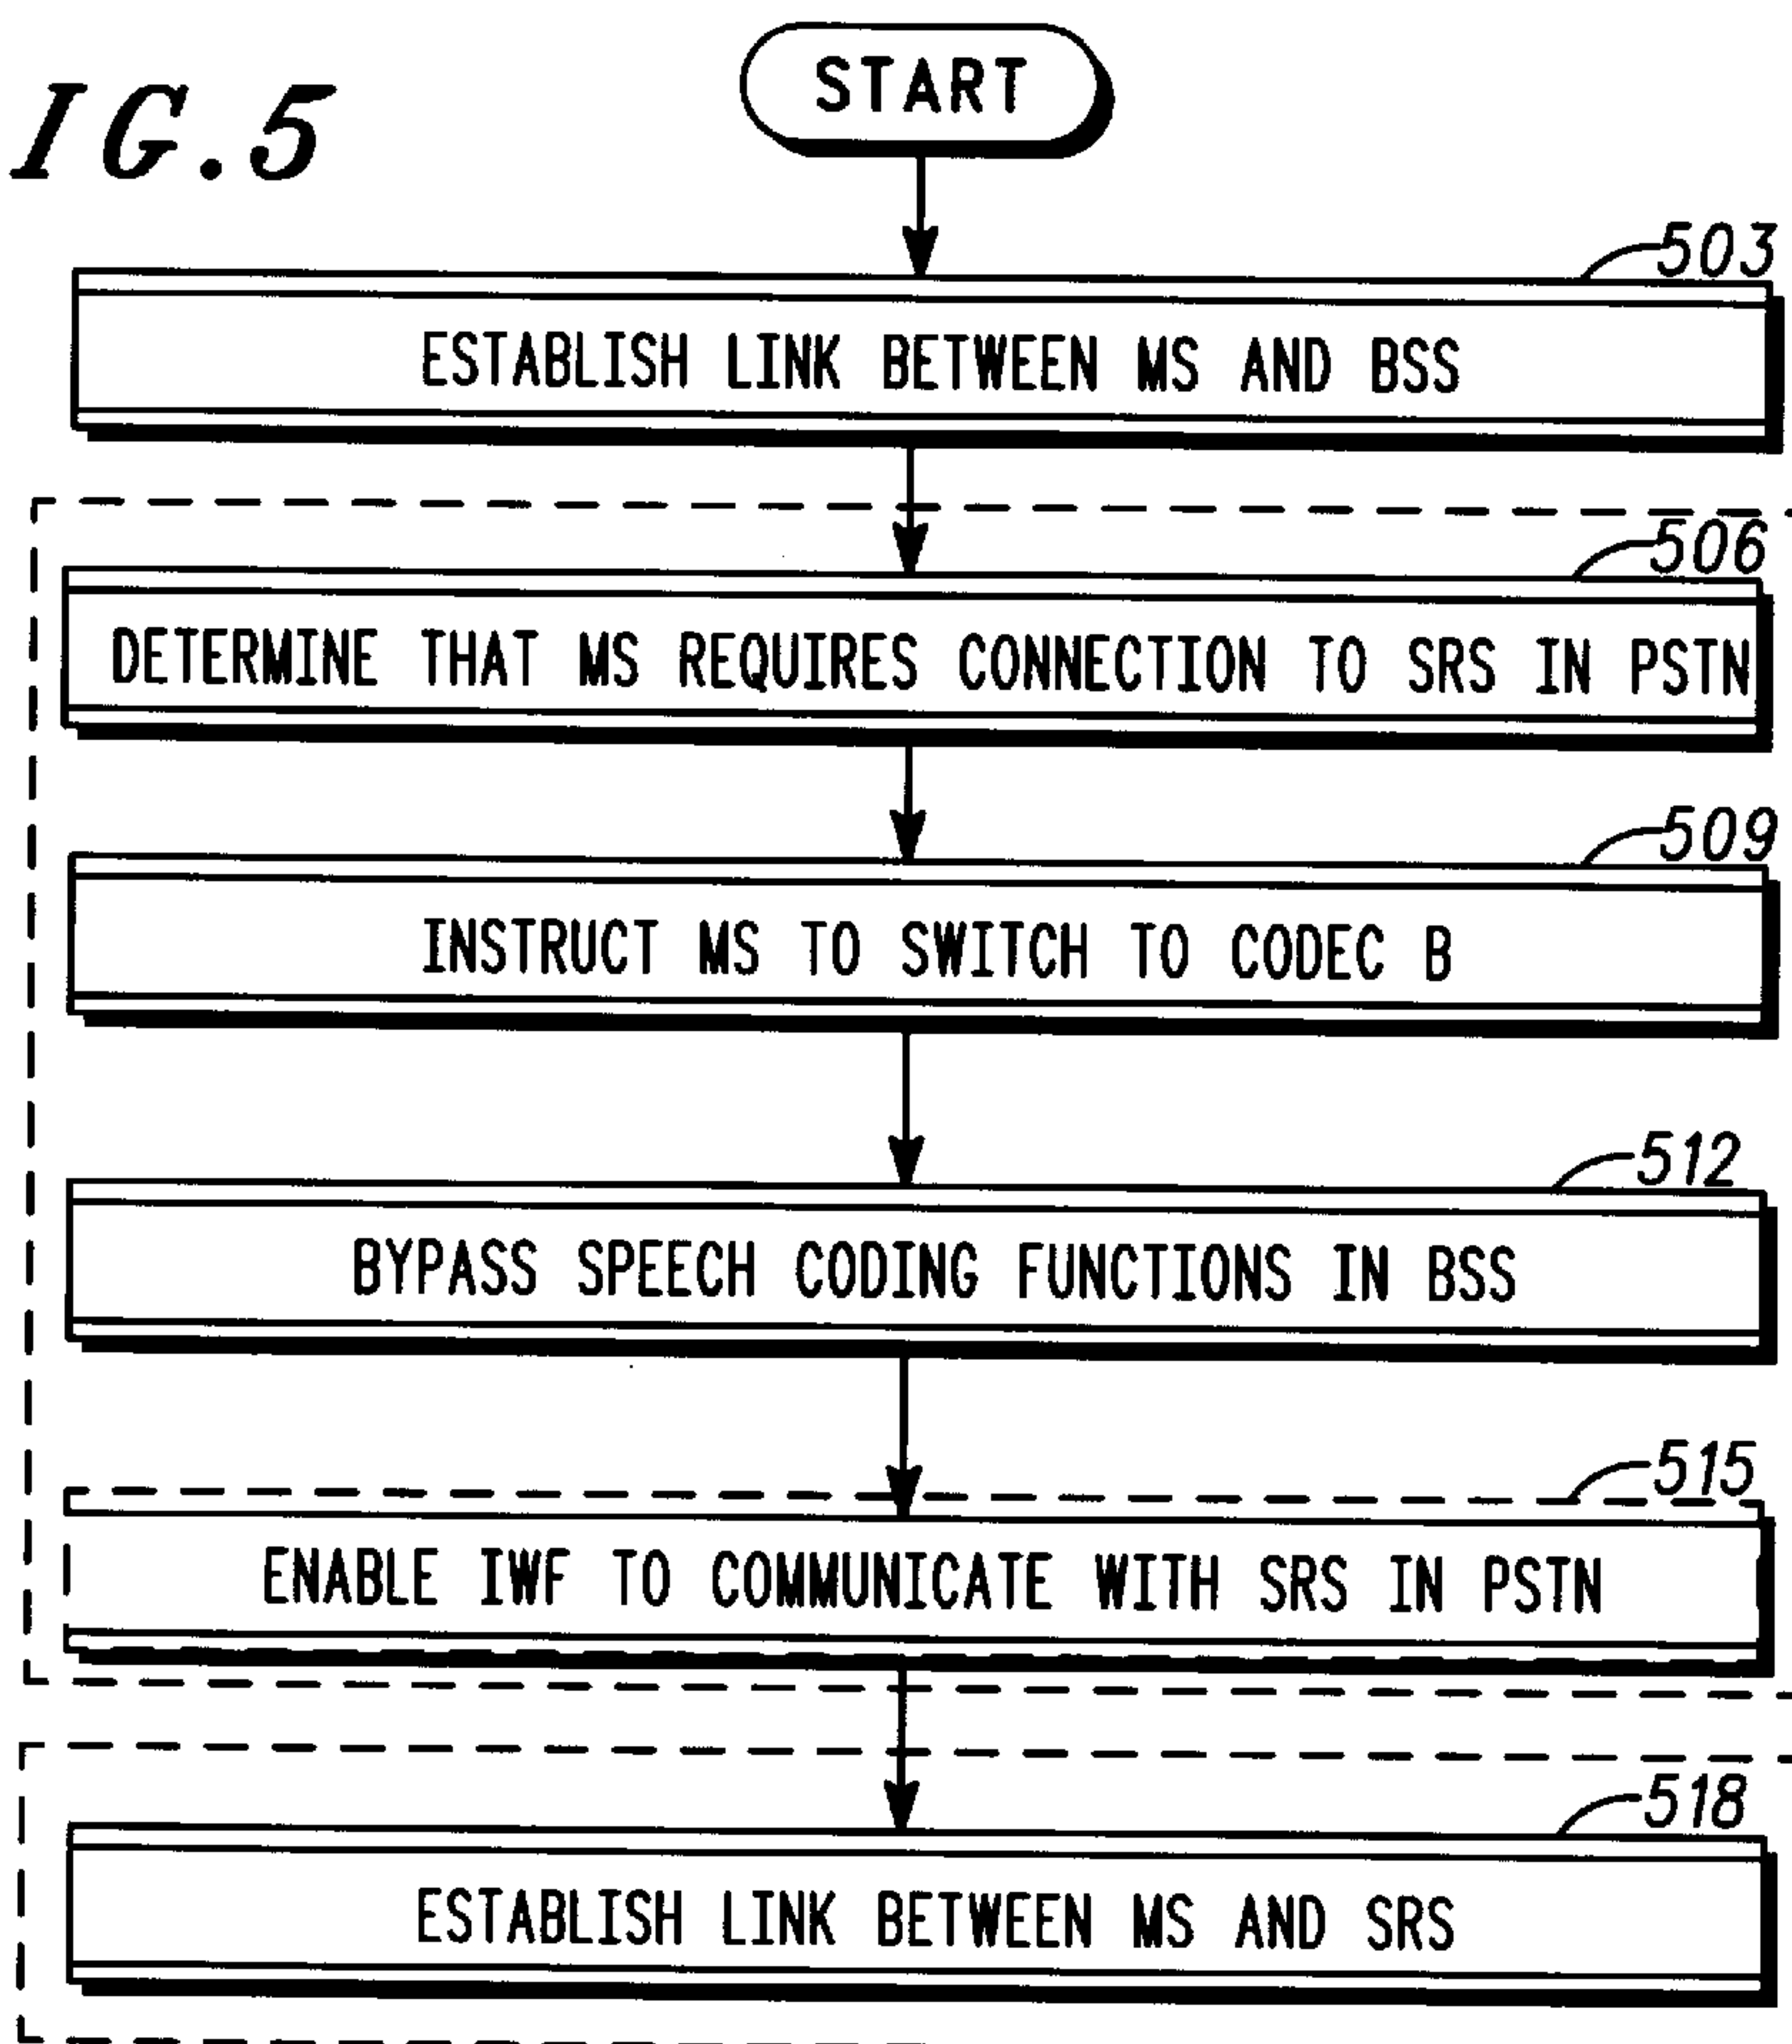 IG.5
START
503
ESTABLISH LINK BETWEEN MS AND BSS
506
DETERMINE THAT MS REQUIRES CONNECTION TO SRS IN PSTN
509
INSTRUCT MS TO SWITCH TO CODEC B
512
BYPASS SPEECH CODING FUNCTIONS IN BSS
515
ENABLE IWF TO COMMUNICATE WITH SRS IN PSTN
518
ESTABLISH LINK BETWEEN MS AND SRS